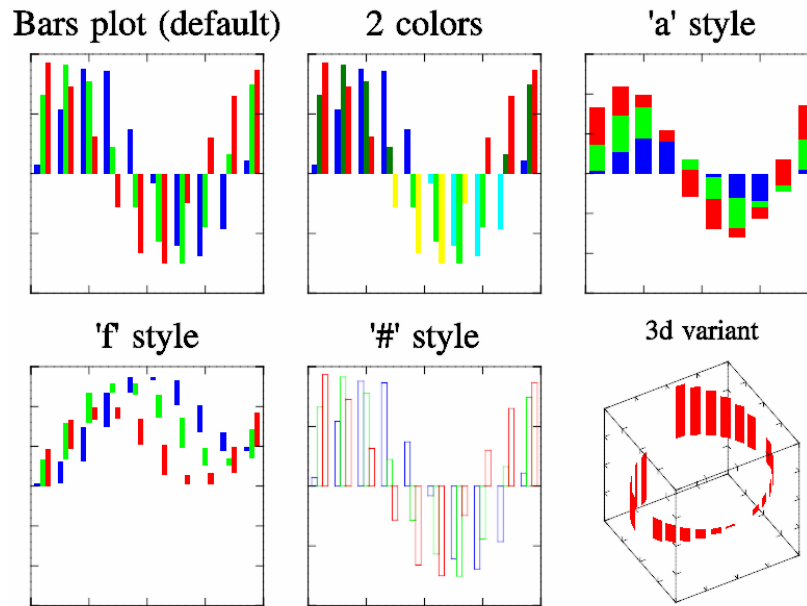 Bars plot (default)
2 colors
'a' style
'f' style
'#' style
3d variant